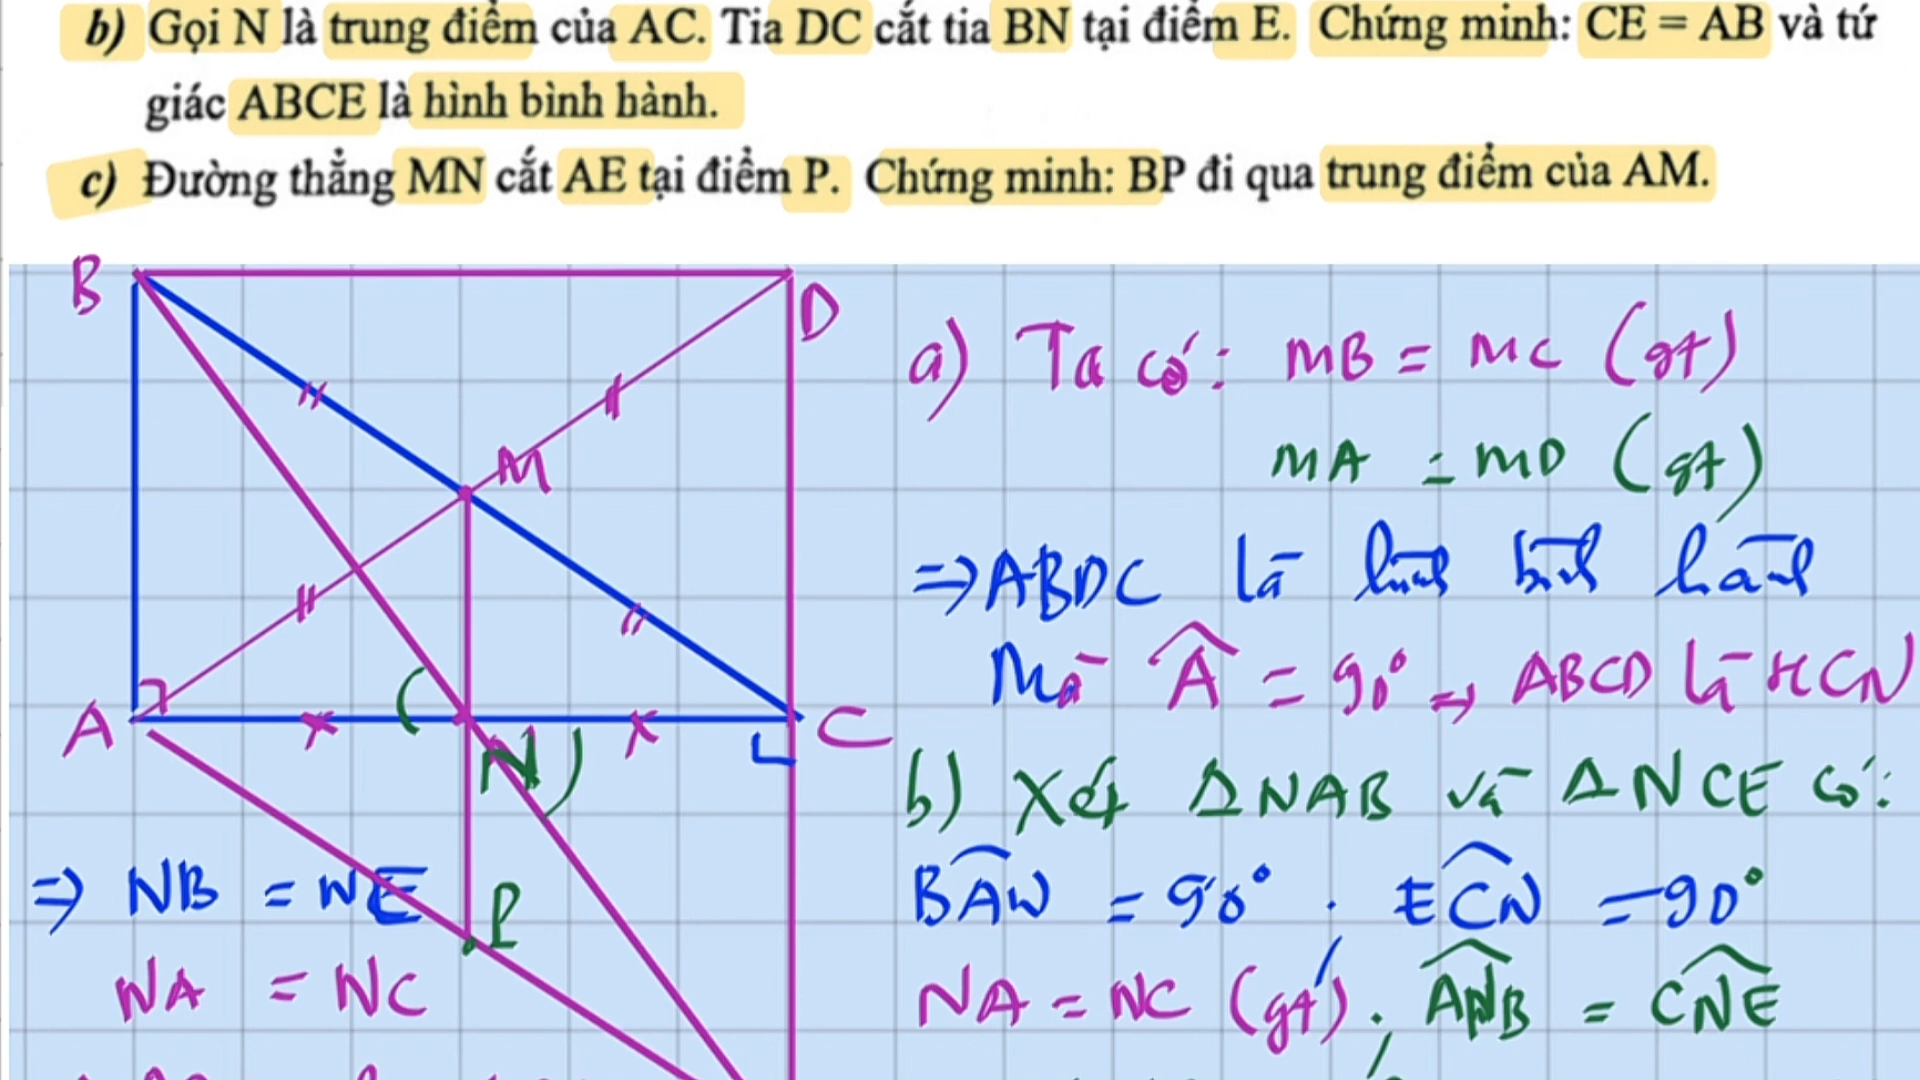 b) Gọi N là trung điểm của AC. Tia DC cắt tia BN tại điểm E. Chứng minh: CE = AB và tứ
giác ABCE là hình bình hành.
c) Đường thẳng MN cắt AE tại điểm P. Chứng minh: BP đi qua trung điểm của AM.
B
D
M
A
C
N
P
=> NB = NE
NA = NC
a) Ta có: MB = MC (gt)
MA = MD (gt)
=> ABDC là hình bình hành
Mà Â = 90° => ABCD là HCN
b) Xét ΔNAB và ΔNCE có:
BAN = 90° ; ECN = 90°
NA = NC (gt) ; ANB = CNE